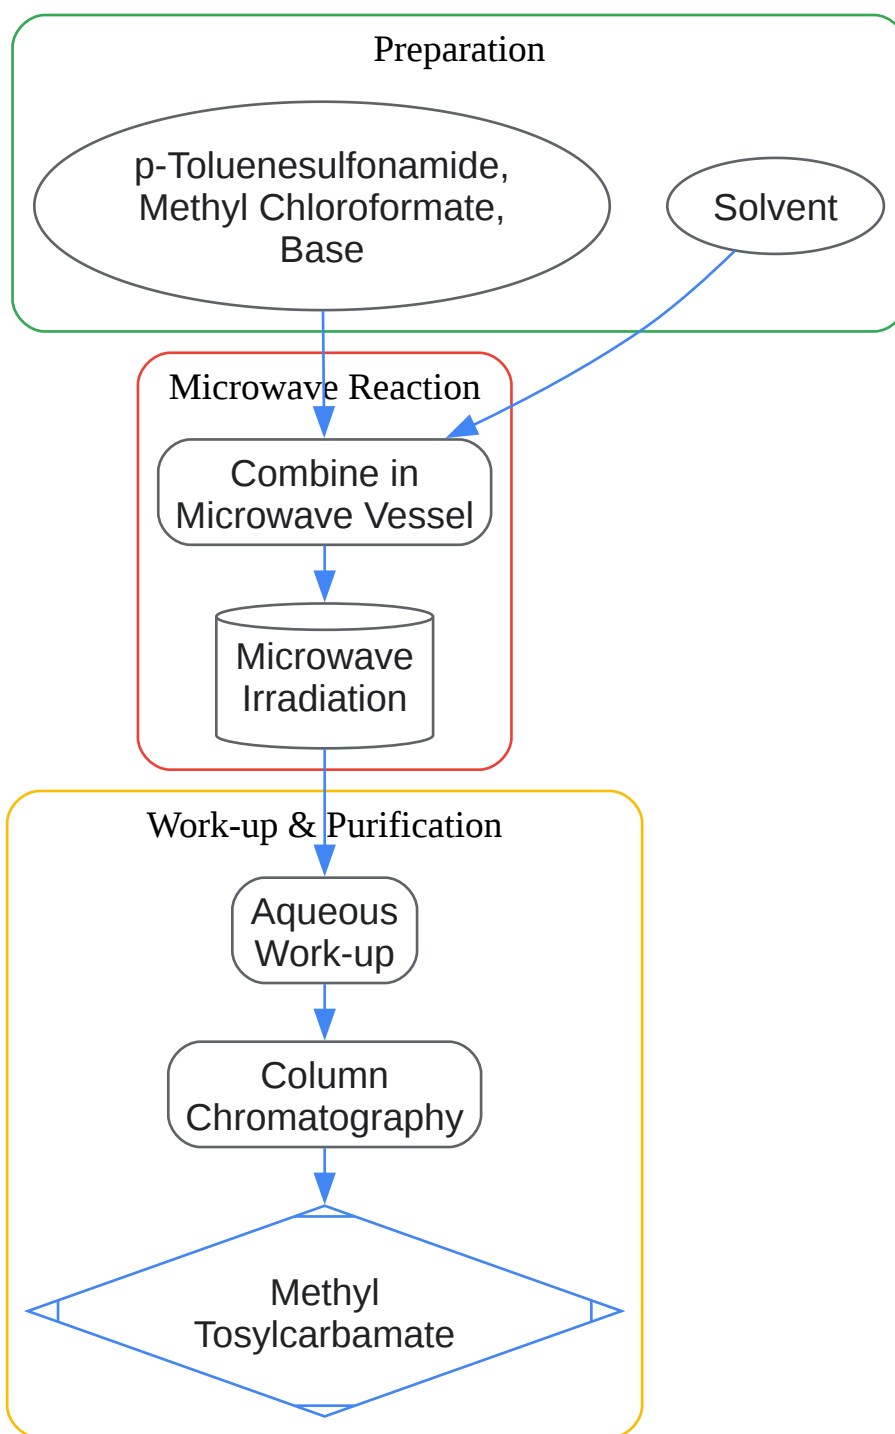 Preparation
p-Toluenesulfonamide,
Methyl Chloroformate,
Base
Solvent
Microwave Reaction
Combine in
Microwave Vessel
Microwave
Irradiation
Work-up & Purification
Aqueous
Work-up
Column
Chromatography
Methyl
Tosylcarbamate